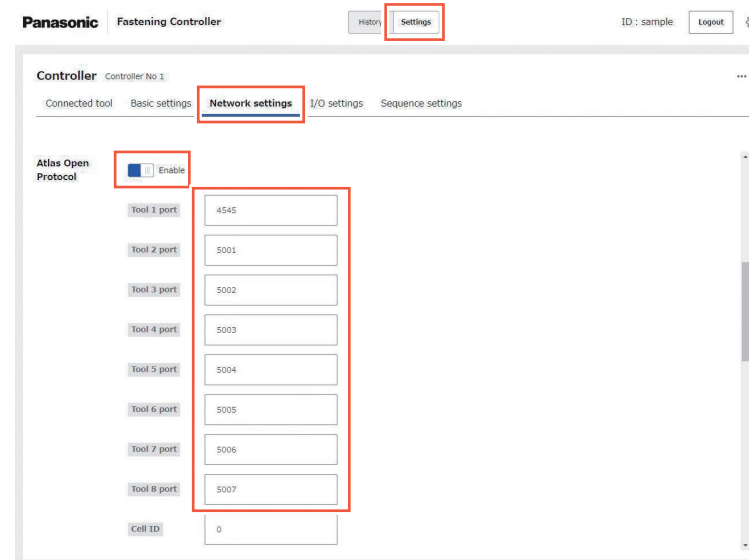 Panasonic Fastening Controller History Settings ID : sample Logout
Controller Controller No 1 ...
Connected tool Basic settings Network settings I/O settings Sequence settings
Atlas Open
Protocol
Enable
Tool 1 port 4545
Tool 2 port 5001
Tool 3 port 5002
Tool 4 port 5003
Tool 5 port 5004
Tool 6 port 5005
Tool 7 port 5006
Tool 8 port 5007
Cell ID 0